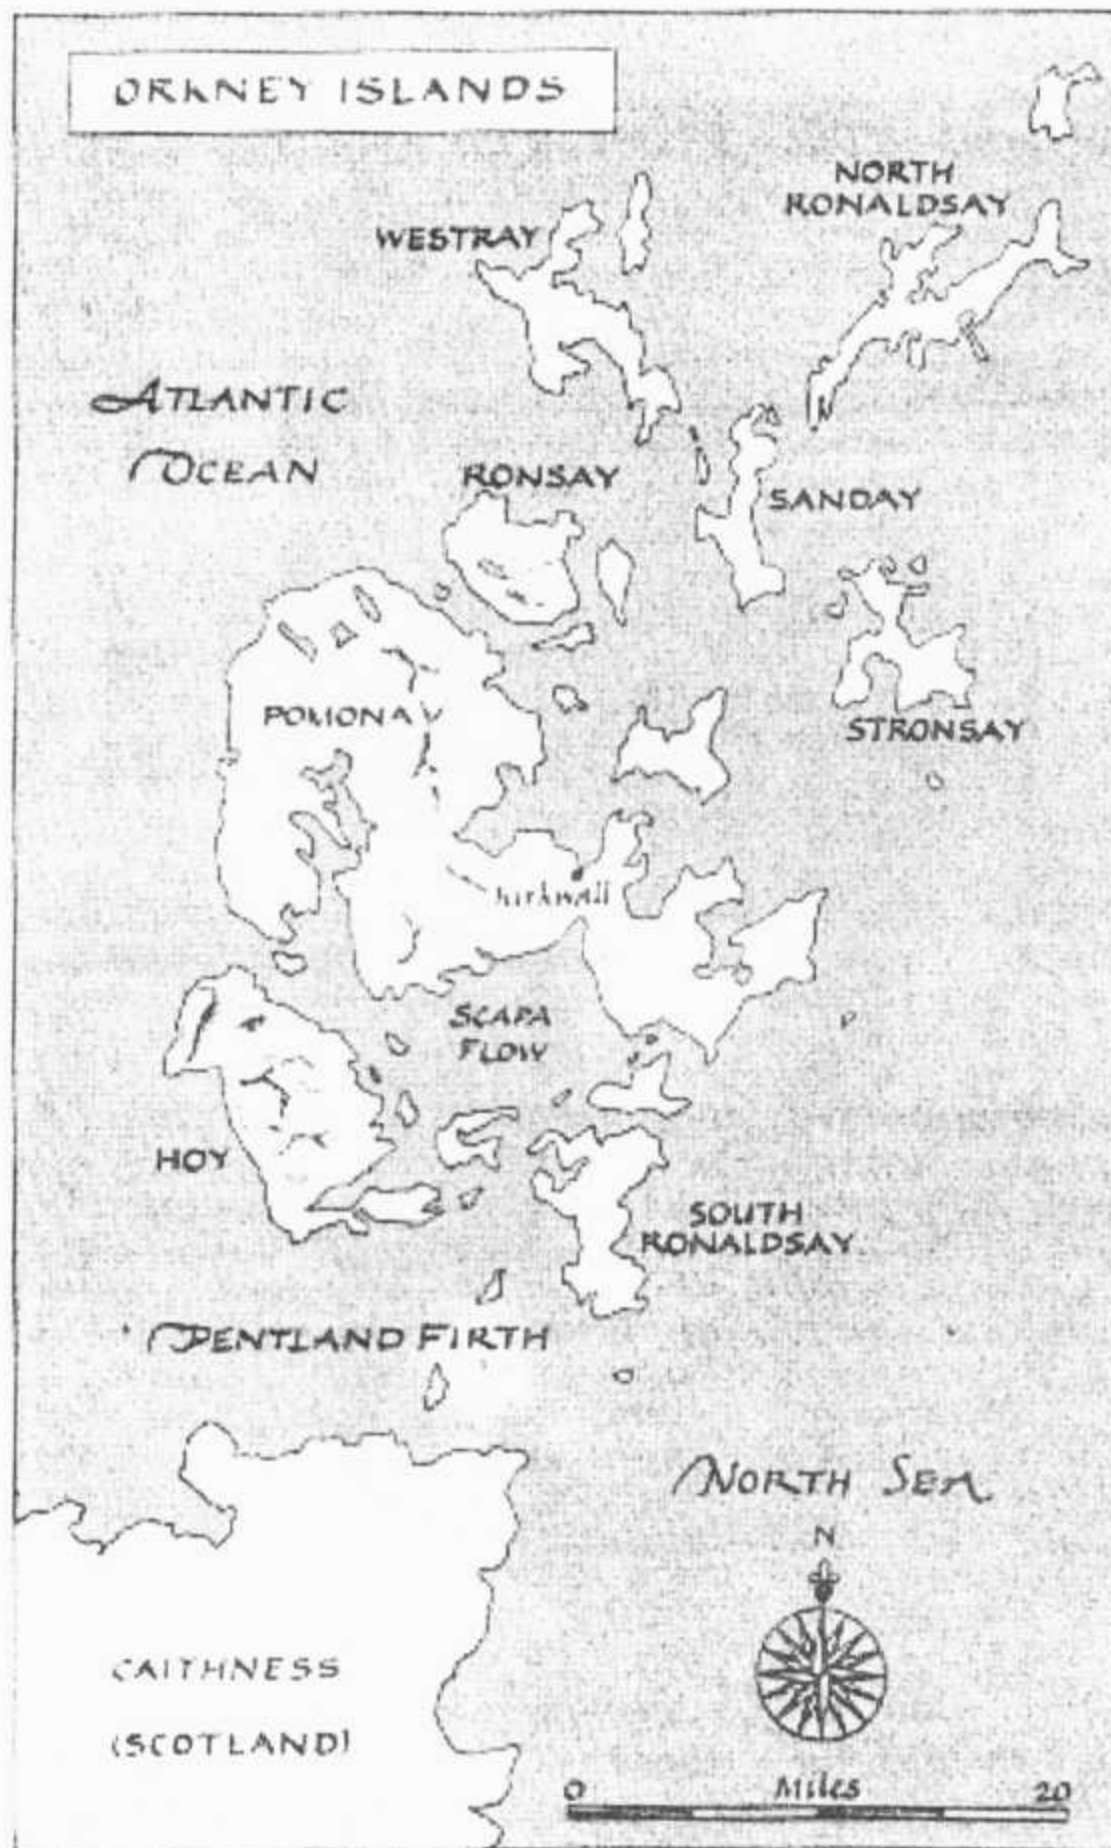 ORKNEY ISLANDS
NORTH
RONALDSAY
WESTRAY
ATLANTIC
OCEAN
RONSAY
SANDAY
POMONA
STRONSAY
Kirkwall
SCAPA
FLOW
HOY
SOUTH
RONALDSAY
PENTLAND FIRTH
NORTH SEA
N
CAITHNESS
(SCOTLAND)
0 Miles 20